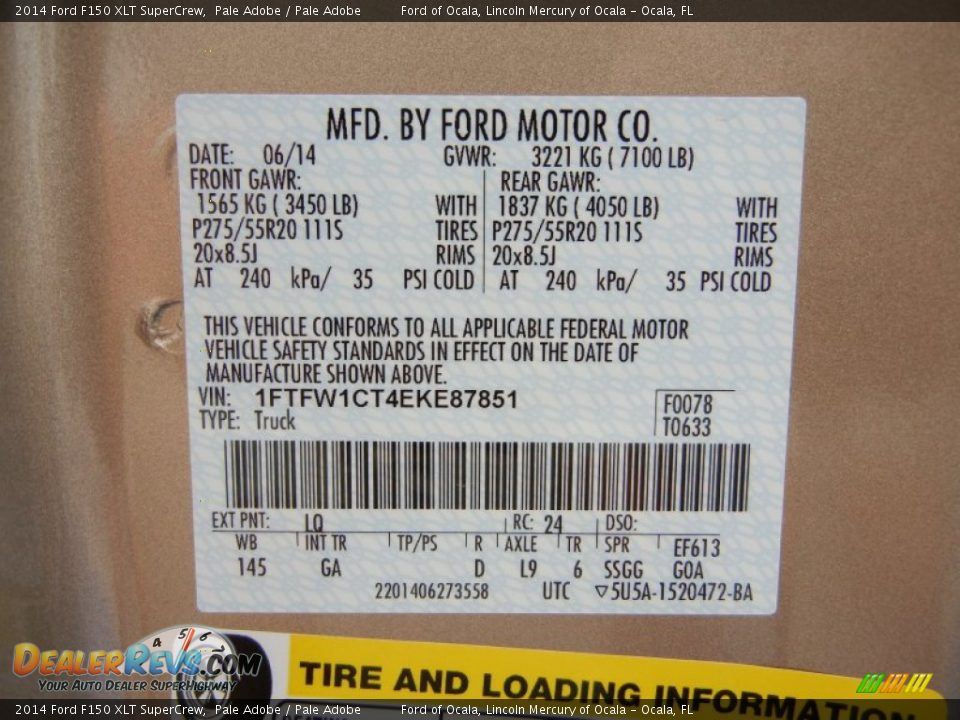 2014 Ford F150 XLT SuperCrew, Pale Adobe / Pale Adobe Ford of Ocala, Lincoln Mercury of Ocala - Ocala, FL
MFD. BY FORD MOTOR CO.
DATE: 06/14 GVWR: 3221 KG ( 7100 LB)
FRONT GAWR: REAR GAWR:
1565 KG ( 3450 LB) WITH 1837 KG ( 4050 LB) WITH
P275/55R20 111S TIRES P275/55R20 111S TIRES
20x8.5J RIMS 20x8.5J RIMS
AT 240 kPa/ 35 PSI COLD AT 240 kPa/ 35 PSI COLD
THIS VEHICLE CONFORMS TO ALL APPLICABLE FEDERAL MOTOR
VEHICLE SAFETY STANDARDS IN EFFECT ON THE DATE OF
MANUFACTURE SHOWN ABOVE.
VIN: 1FTFW1CT4EKE87851 F0078
TYPE: Truck T0633
EXT PNT: LQ RC: 24 DSO:
WB INT TR TP/PS R AXLE TR SPR EF613
145 GA D L9 6 SSGG GOA
2201406273558 UTC ▽5U5A-1520472-BA
4 5 6
DEALERREVS.COM
YOUR AUTO DEALER SUPERHIGHWAY
TIRE AND LOADING INFORMATION
2014 Ford F150 XLT SuperCrew, Pale Adobe / Pale Adobe Ford of Ocala, Lincoln Mercury of Ocala - Ocala, FL